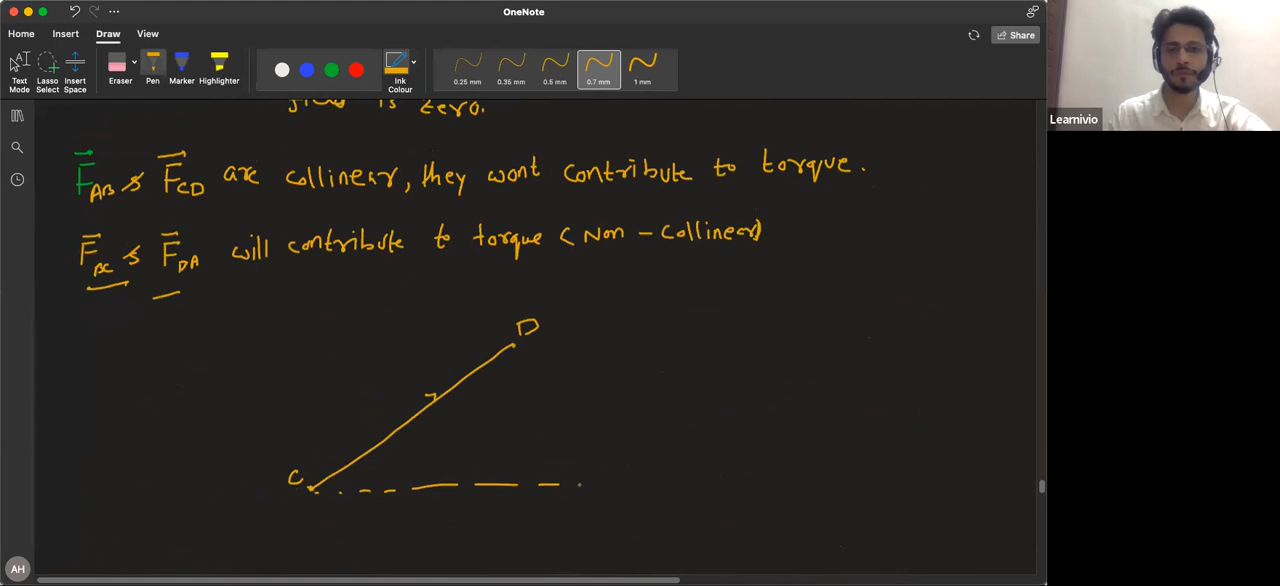 OneNote
Home Insert Draw View
Share
Text Mode
Lasso Select
Insert Space
Eraser
Pen
Marker
Highlighter
Ink Colour
0.25 mm
0.35 mm
0.5 mm
0.7 mm
1 mm
Learnivio
is zero.
F AB & F CD are collinear, they wont contribute to torque.
F BC & F DA will contribute to torque (Non-collinear)
D
C
AH